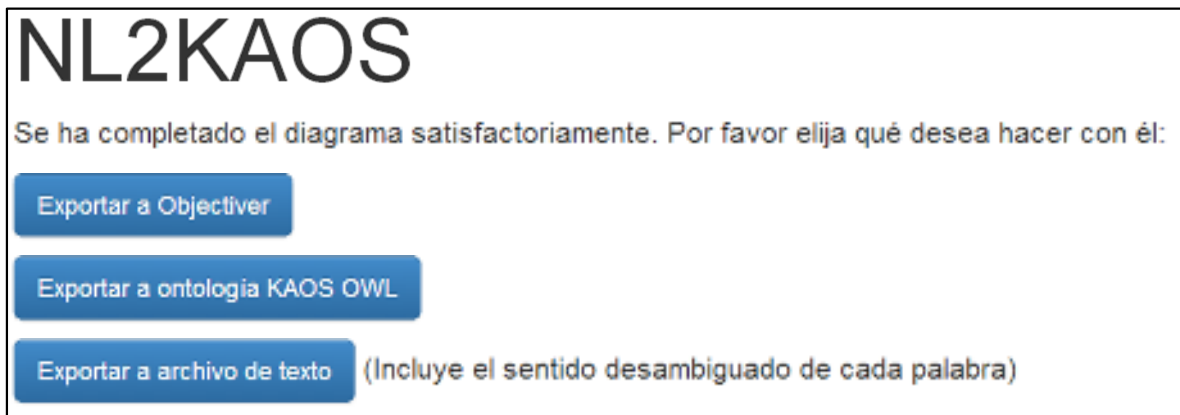 NL2KAOS
Se ha completado el diagrama satisfactoriamente. Por favor elija qué desea hacer con él:
Exportar a Objectiver
Exportar a ontologia KAOS OWL
Exportar a archivo de texto (Incluye el sentido desambiguado de cada palabra)